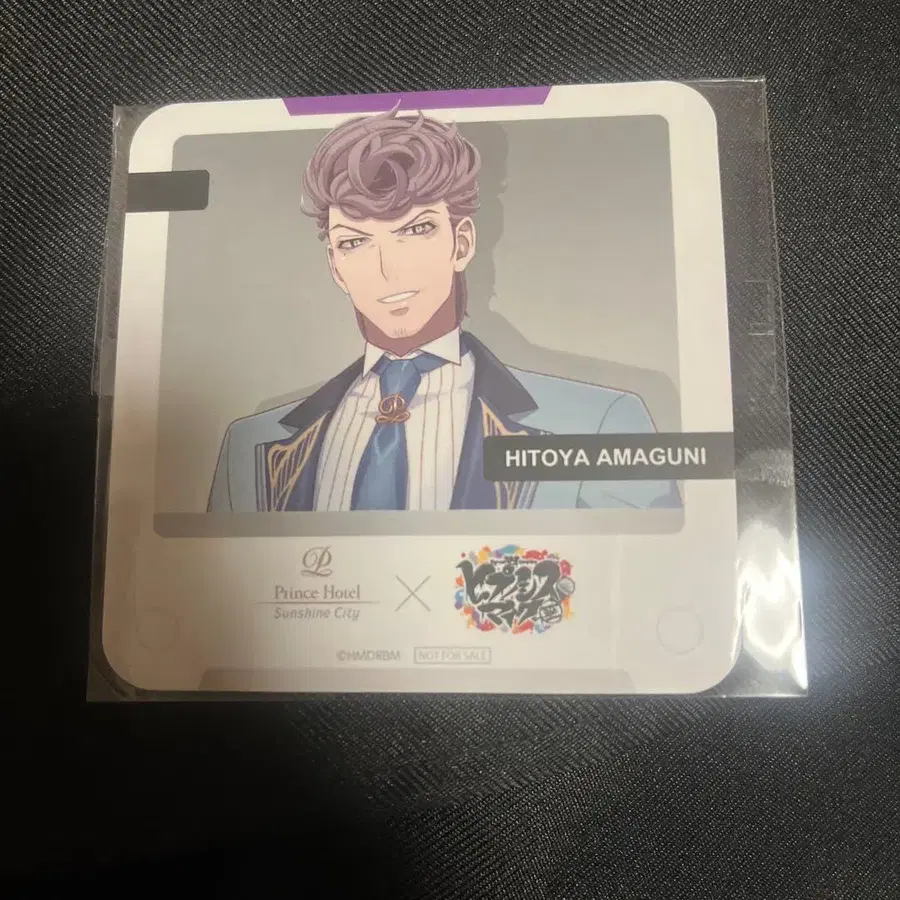 HITOYA AMAGUNI
Prince Hotel
Sunshine City
×
ヒプノシス
マイク
©HMDRBM
NOT FOR SALE